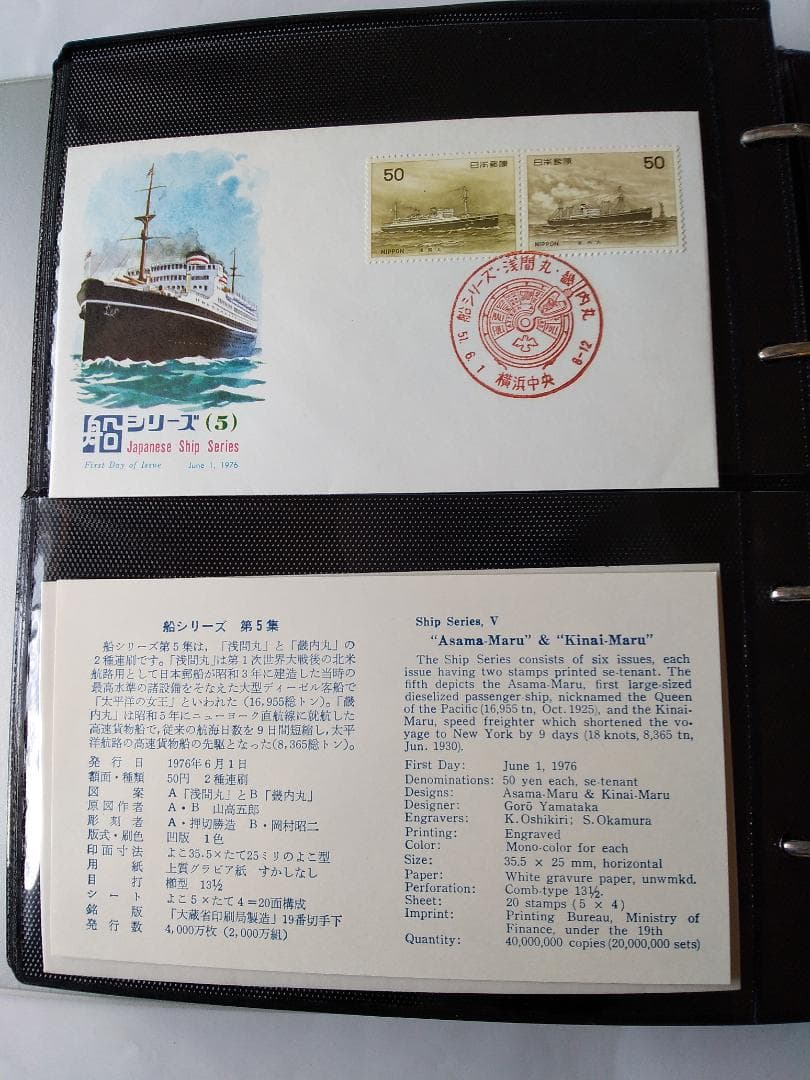 50 日本郵便
NIPPON
日本郵便 50
NIPPON
船シリーズ・浅間丸・畿内丸
51.6.1
8-12
横浜中央
船シリーズ(5)
Japanese Ship Series
First Day of Issue June 1, 1976
船シリーズ 第5集
船シリーズ第5集は、「浅間丸」と「畿内丸」の
2種連刷です。「浅間丸」は第1次世界大戦後の北米
航路用として日本郵船が昭和3年に建造した当時の
最高水準の諸設備をそなえた大型ディーゼル客船で
「太平洋の女王」といわれた(16,955総トン)。「畿
内丸」は昭和5年にニューヨーク直航線に就航した
高速貨物船で、従来の航海日数を9日間短縮し、太平
洋航路の高速貨物船の先駆となった(8,365総トン)。
発行日 1976年6月1日
額面・種類 50円 2種連刷
図案 A「浅間丸」とB「畿内丸」
原図作者 A・B 山高五郎
彫刻者 A・押切勝造 B・岡村昭二
版式・刷色 凹版 1色
印面寸法 よこ35.5×たて25ミリのよこ型
用紙 上質グラビア紙 すかしなし
目打 櫛型 13½
シート よこ5×たて4=20面構成
銘版 「大蔵省印刷局製造」19番切手下
発行数 4,000万枚(2,000万組)
Ship Series, V
"Asama-Maru" & "Kinai-Maru"
The Ship Series consists of six issues, each
issue having two stamps printed se-tenant. The
fifth depicts the Asama-Maru, first large-sized
dieselized passenger ship, nicknamed the Queen
of the Pacific (16,955 tn, Oct. 1925), and the Kinai-
Maru, speed freighter which shortened the vo-
yage to New York by 9 days (18 knots, 8,365 tn,
Jun. 1930).
First Day: June 1, 1976
Denominations: 50 yen each, se-tenant
Designs: Asama-Maru & Kinai-Maru
Designer: Gorō Yamataka
Engravers: K. Oshikiri; S. Okamura
Printing: Engraved
Color: Mono-color for each
Size: 35.5 × 25 mm, horizontal
Paper: White gravure paper, unwmkd.
Perforation: Comb-type 13½.
Sheet: 20 stamps (5 × 4)
Imprint: Printing Bureau, Ministry of
Finance, under the 19th
Quantity: 40,000,000 copies (20,000,000 sets)